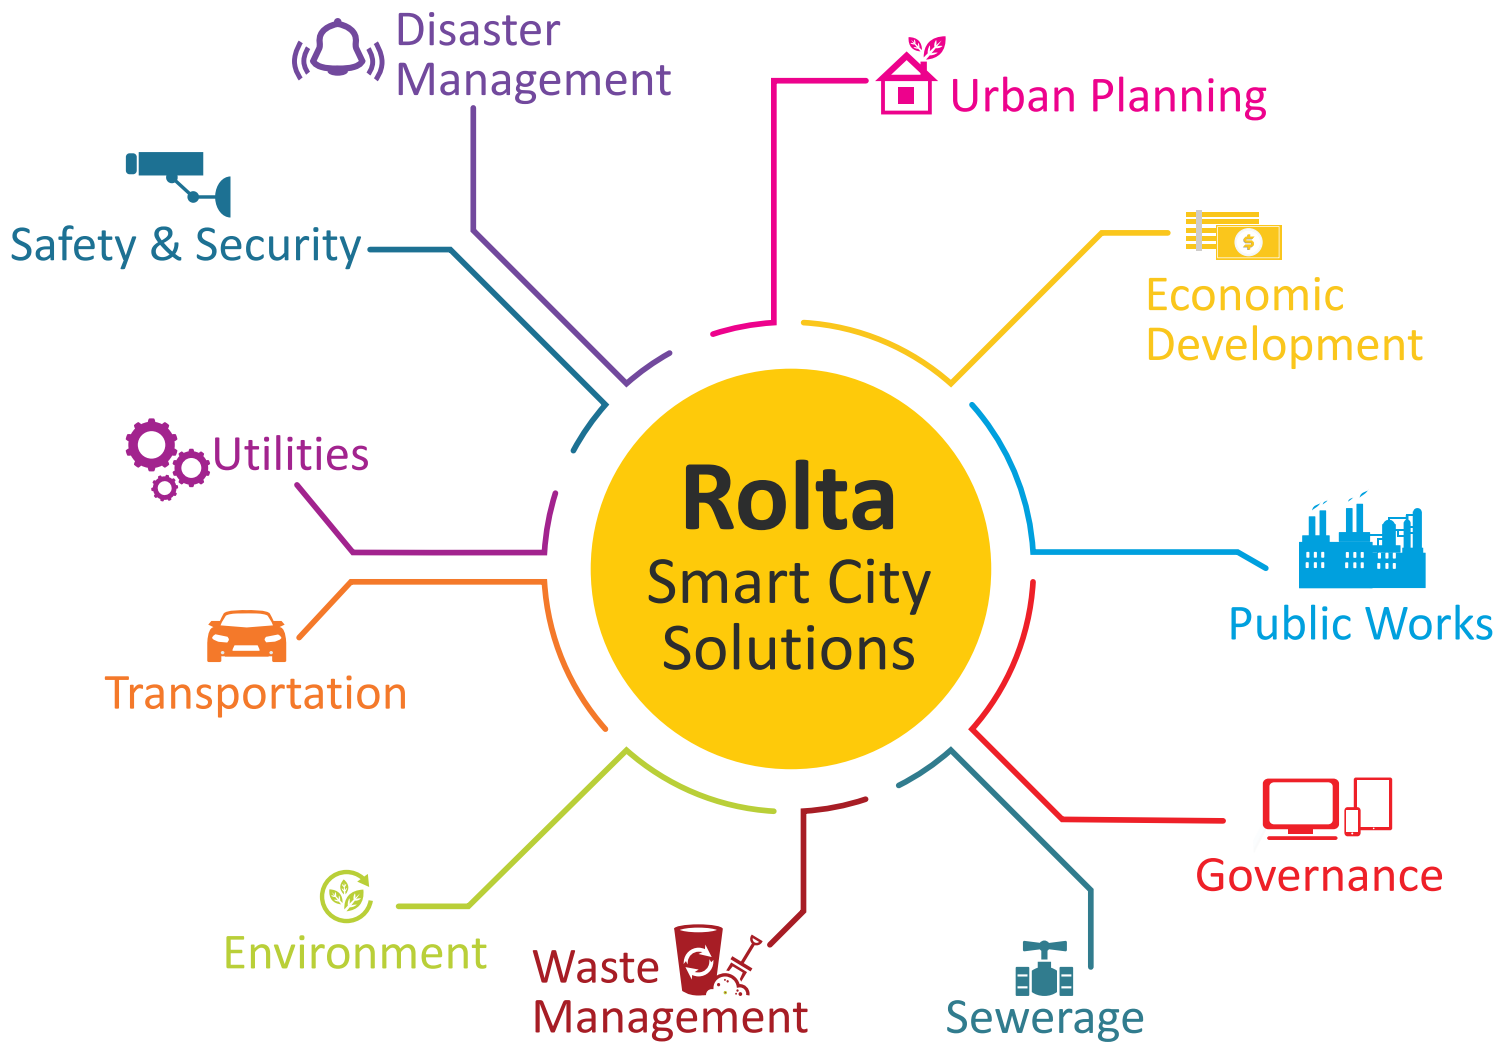 Disaster
Management
Urban Planning
Safety & Security
Economic
Development
Utilities
Rolta
Smart City
Solutions
Public Works
Transportation
Governance
Environment
Waste
Management
Sewerage